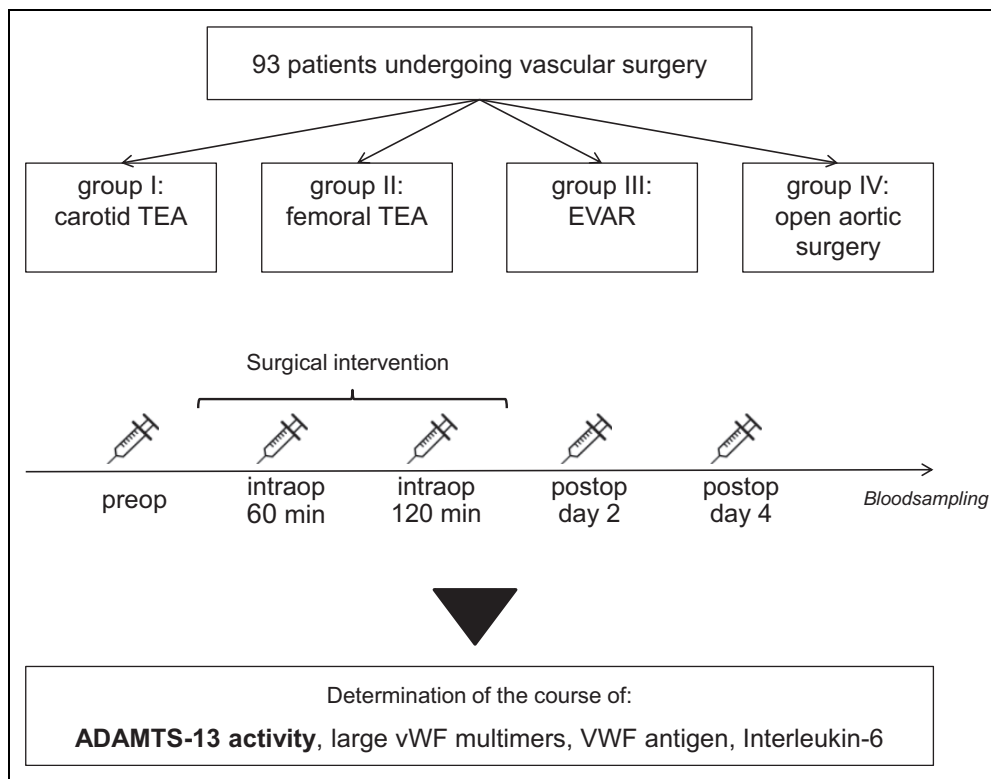 93 patients undergoing vascular surgery
group I:
carotid TEA
group II:
femoral TEA
group III:
EVAR
group IV:
open aortic
surgery
Surgical intervention
preop
intraop
60 min
intraop
120 min
postop
day 2
postop
day 4
Bloodsampling
Determination of the course of:
ADAMTS-13 activity, large vWF multimers, VWF antigen, Interleukin-6